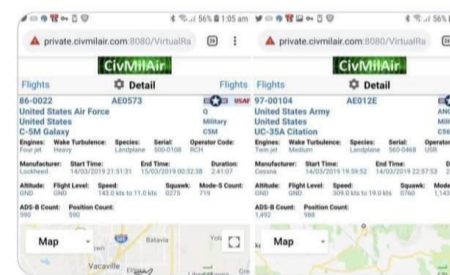 56% 1:05 am
private.civmilair.com:8080/VirtualRa
CivMilAir
Flights Detail Flights
86-0022 AE0573 USAF
United States Air Force Q
United States Military
C-5M Galaxy C5M
Engines: Wake Turbulence: Species: Serial: Operator Code:
Four jet Heavy Landplane 500-0108 RCH
Manufacturer: Start Time: End Time: Duration:
Lockheed 14/03/2019 21:51:31 15/03/2019 00:32:38 2:41:07
Altitude: Flight Level: Speed: Squawk: Mode-S Count:
GND GND 143.0 kts to 11.0 kts 0275 719
ADS-B Count: Position Count:
590 590
Map
Batavia
Vacaville
Elmira
56%
private.civmilair.com:8080/VirtualRa
CivMilAir
Flights Detail
97-00104 AE012E
United States Army
United States
UC-35A Citation
Engines: Wake Turbulence: Species: Serial: Operator Code:
Twin jet Medium Landplane 560-0468
Manufacturer: Start Time: End Time:
Cessna 14/03/2019 19:59:52 14/03/2019 22:57:53
Altitude: Flight Level: Speed: Squawk: Mode
GND GND 309.0 kts to 19.0 kts 0760 1,143
ADS-B Count: Position Count:
1,492 988
Map